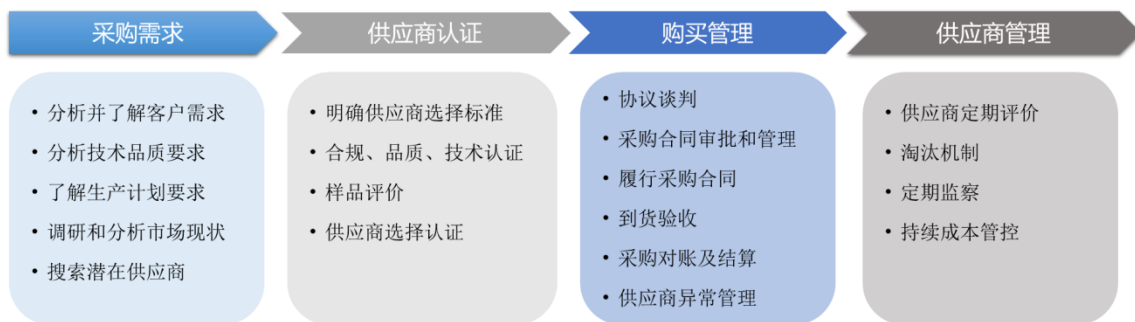 采购需求
供应商认证
购买管理
供应商管理
• 分析并了解客户需求
• 分析技术品质要求
• 了解生产计划要求
• 调研和分析市场现状
• 搜索潜在供应商
• 明确供应商选择标准
• 合规、品质、技术认证
• 样品评价
• 供应商选择认证
• 协议谈判
• 采购合同审批和管理
• 履行采购合同
• 到货验收
• 采购对账及结算
• 供应商异常管理
• 供应商定期评价
• 淘汰机制
• 定期监察
• 持续成本管控